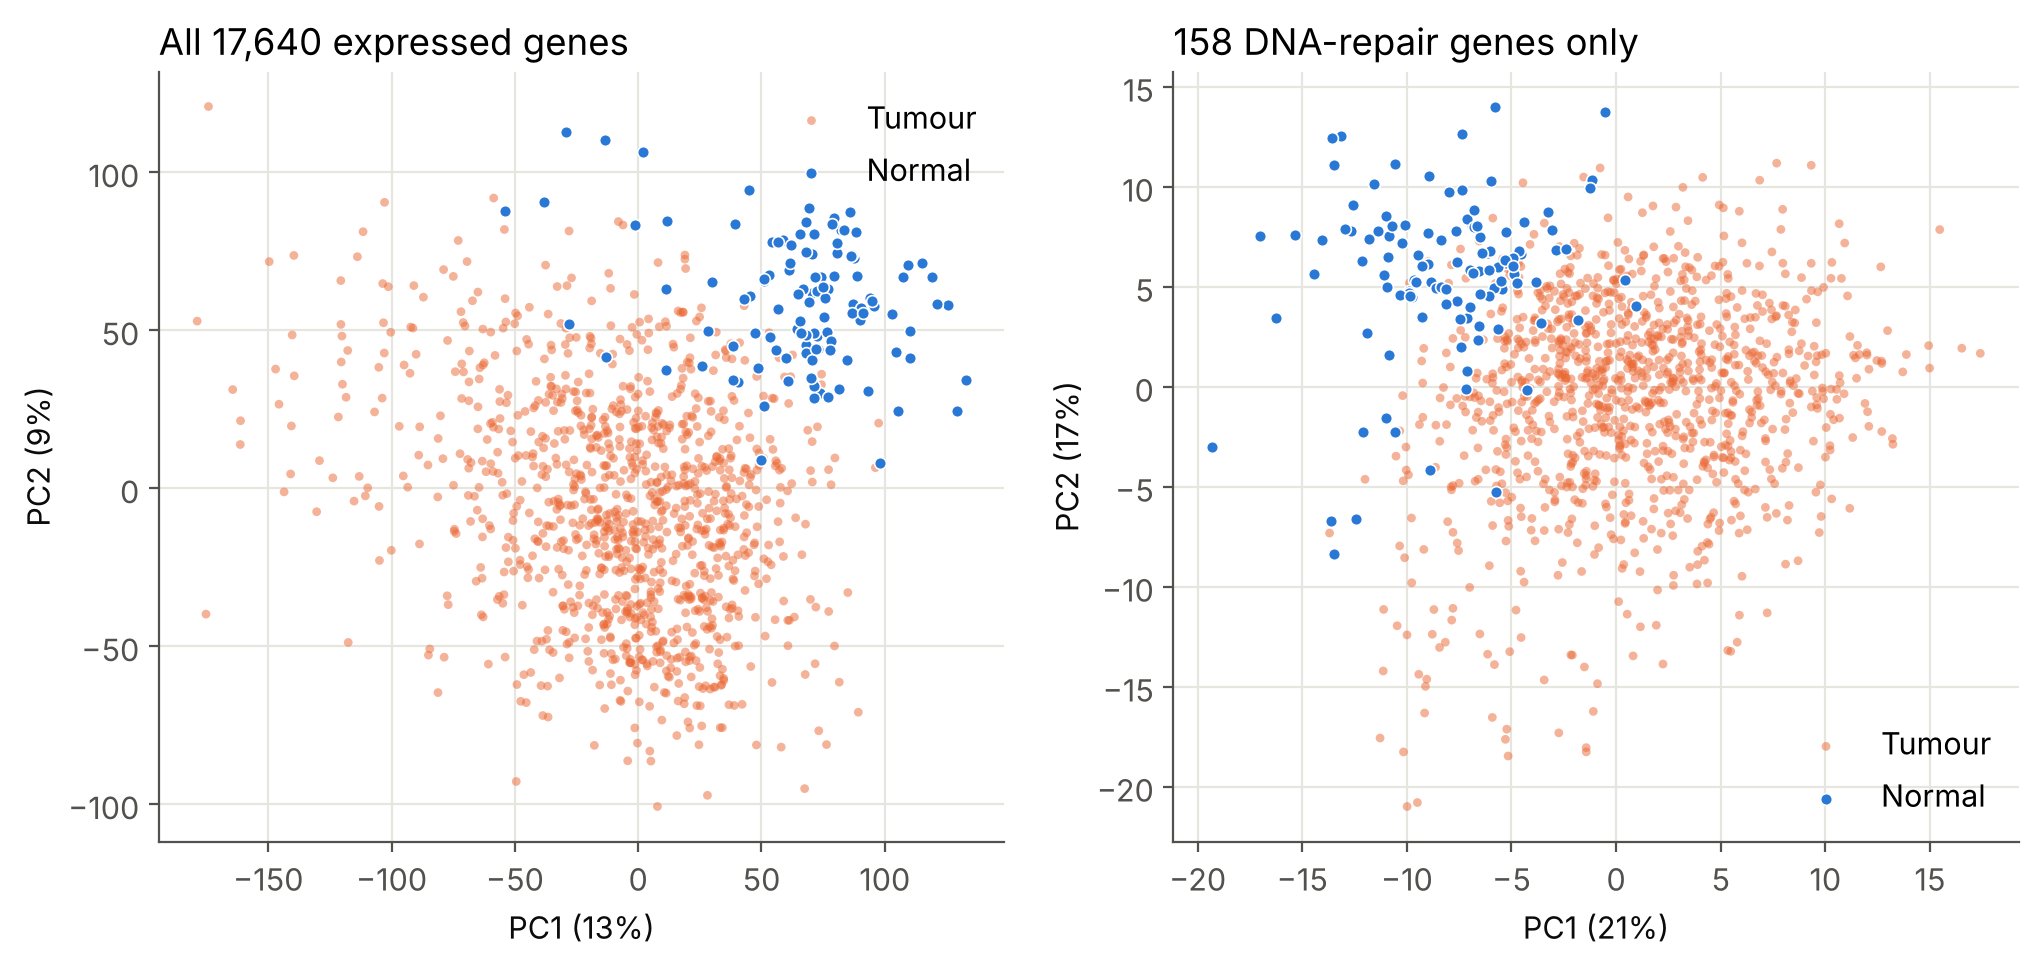 All 17,640 expressed genes
158 DNA-repair genes only
Tumour
Normal
100
50
0
−50
−100
PC2 (9%)
−150
−100
−50
0
50
100
PC1 (13%)
15
10
5
0
−5
−10
−15
−20
PC2 (17%)
Tumour
Normal
−20
−15
−10
−5
0
5
10
15
PC1 (21%)